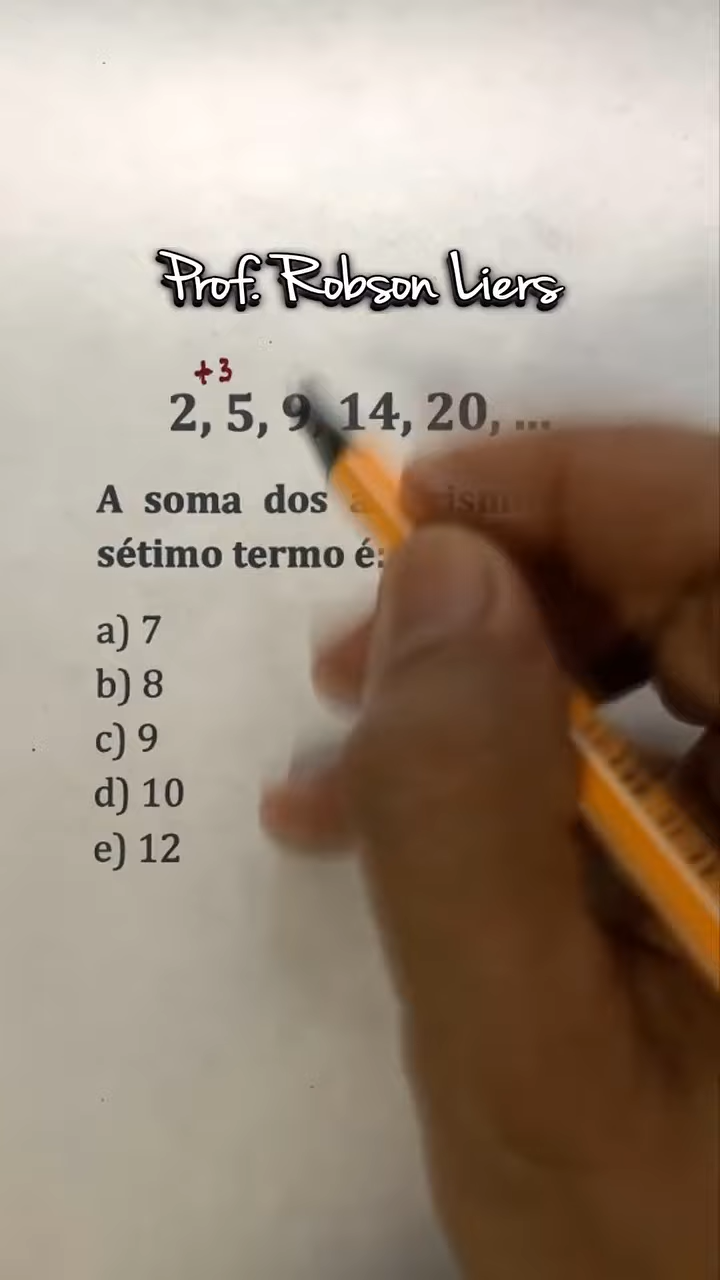 Prof. Robson Liers
+3
2, 5, 9, 14, 20, ...
A soma dos
sétimo termo é:
a) 7
b) 8
c) 9
d) 10
e) 12